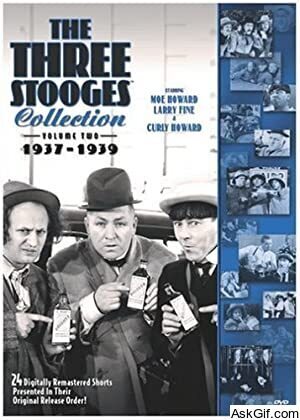 THE
THREE
STOOGES
Collection
VOLUME TWO
1937-1939
STARRING
MOE HOWARD
LARRY FINE
&
CURLY HOWARD
24 Digitally Remastered Shorts
Presented In Their
Original Release Order!
DVD
AskGif.com